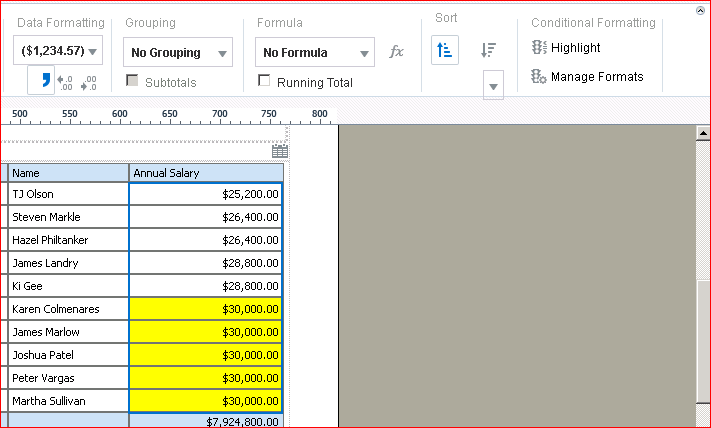 Data Formatting Grouping Formula Sort Conditional Formatting
($1,234.57) No Grouping No Formula fx Highlight
, ←.0 .00 .00 →.0 Subtotals Running Total Manage Formats
500 550 600 650 700 750 800
Name Annual Salary
TJ Olson $25,200.00
Steven Markle $26,400.00
Hazel Philtanker $26,400.00
James Landry $28,800.00
Ki Gee $28,800.00
Karen Colmenares $30,000.00
James Marlow $30,000.00
Joshua Patel $30,000.00
Peter Vargas $30,000.00
Martha Sullivan $30,000.00
$7,924,800.00